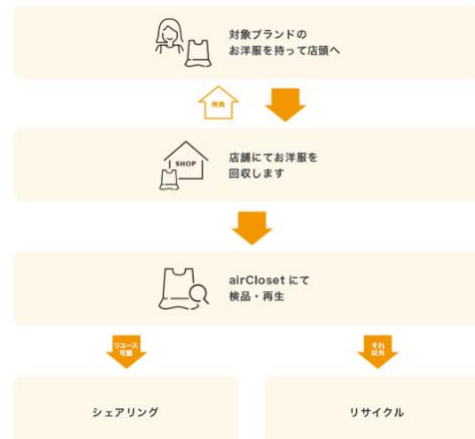 対象ブランドの
お洋服を持って店頭へ
特典
SHOP
店舗にてお洋服を
回収します
airCloset にて
検品・再生
リユース
可能
それ
以外
シェアリング
リサイクル